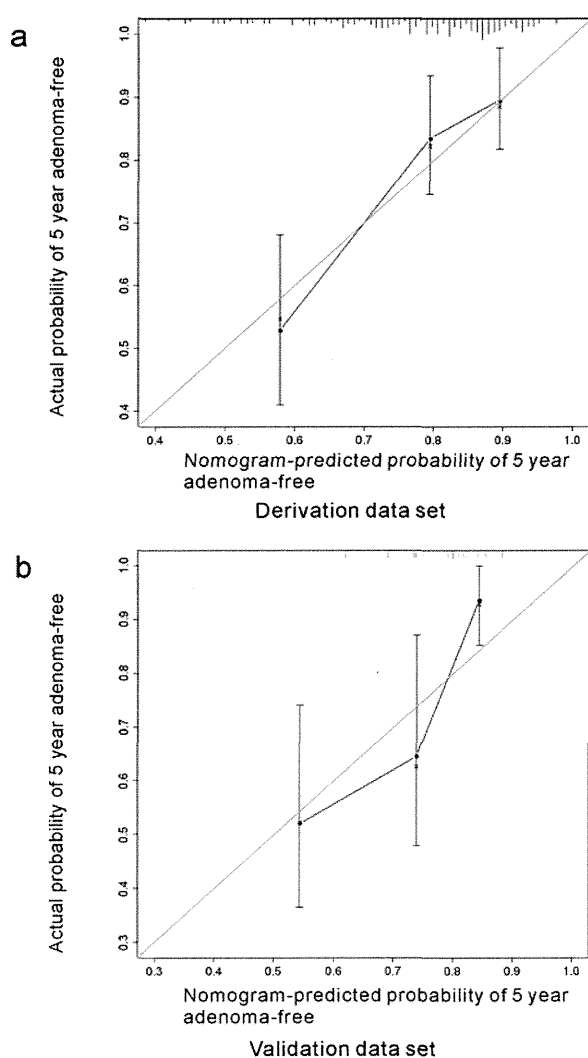 a
Actual probability of 5 year adenoma-free
1.0
0.9
0.8
0.7
0.6
0.5
0.4
0.4 0.5 0.6 0.7 0.8 0.9 1.0
Nomogram-predicted probability of 5 year
adenoma-free
Derivation data set
b
Actual probability of 5 year adenoma-free
1.0
0.9
0.8
0.7
0.6
0.5
0.4
0.3
0.3 0.4 0.5 0.6 0.7 0.8 0.9 1.0
Nomogram-predicted probability of 5 year
adenoma-free
Validation data set